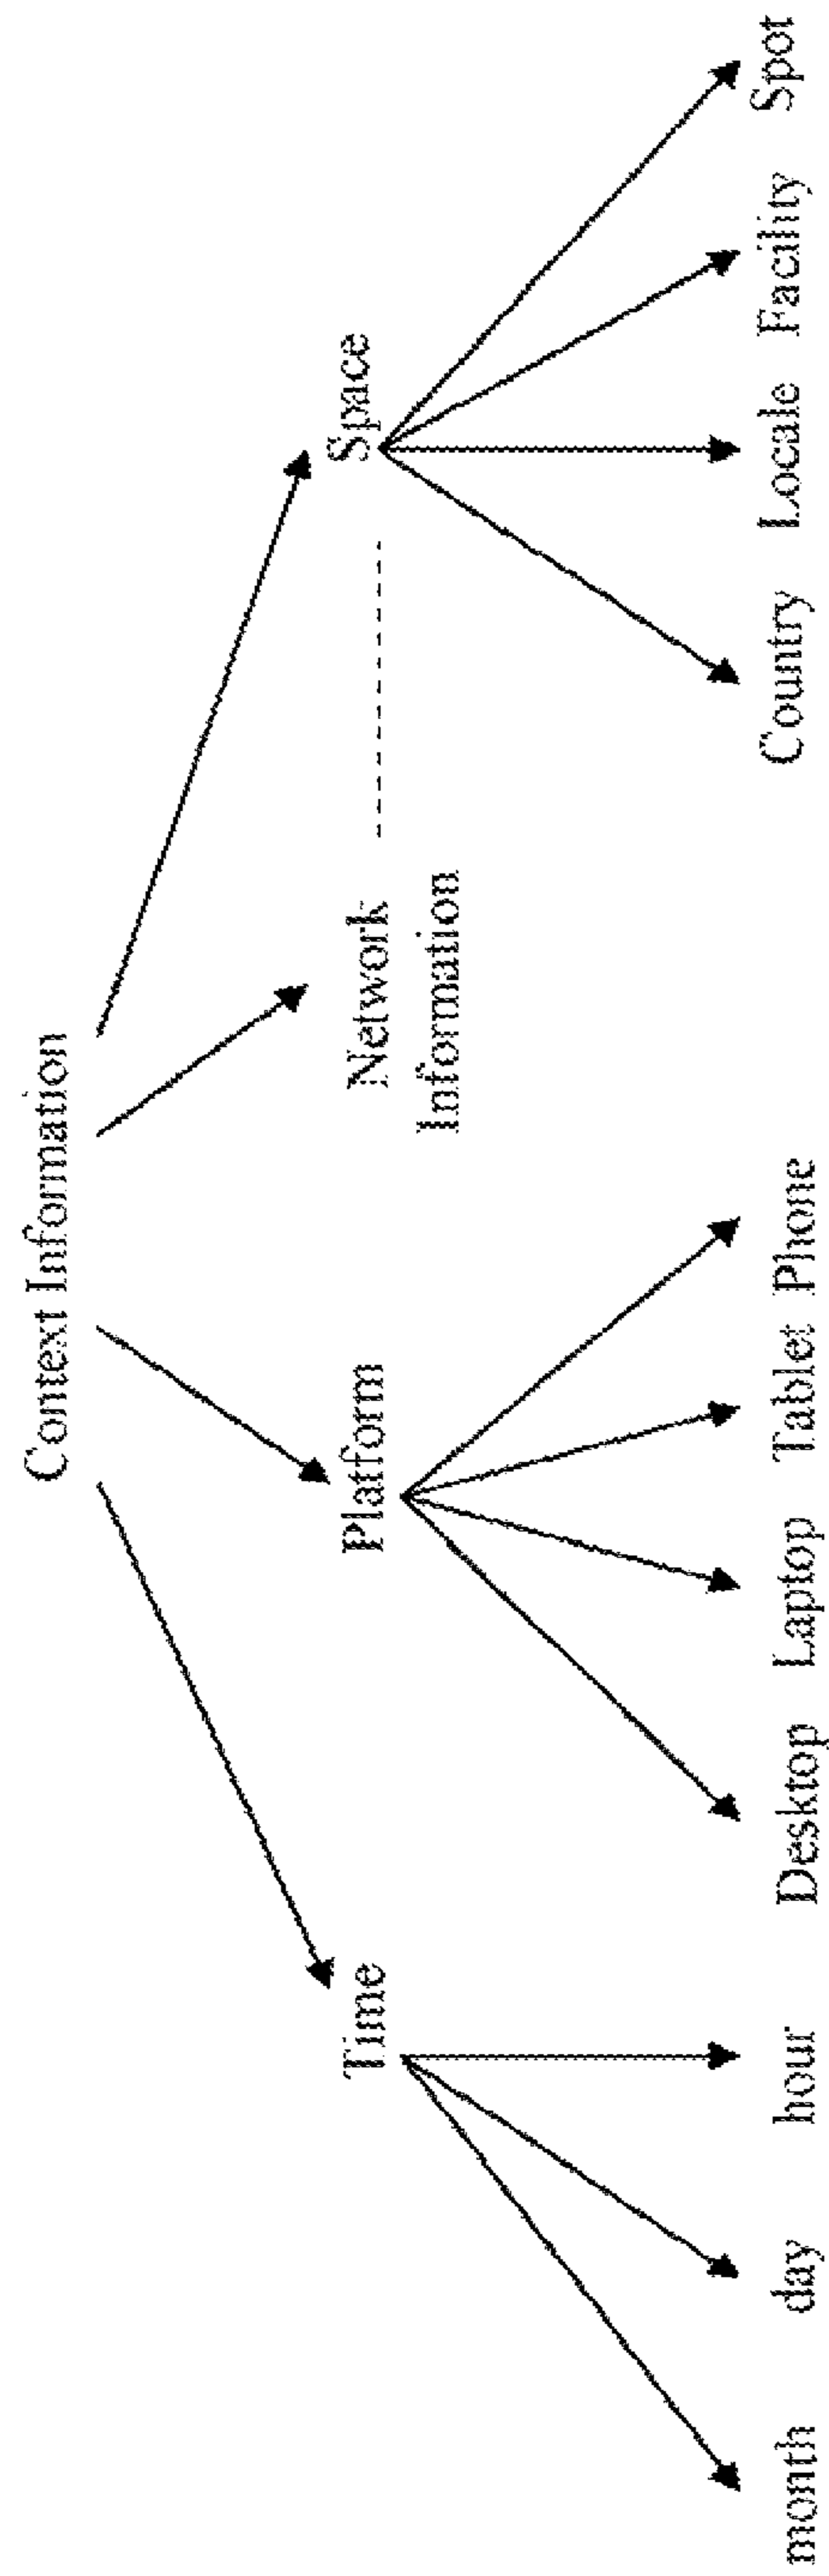 Context Information
Time
Platform
Network
Information
Space
month
day
hour
Desktop
Laptop
Tablet
Phone
Country
Locale
Facility
Spot